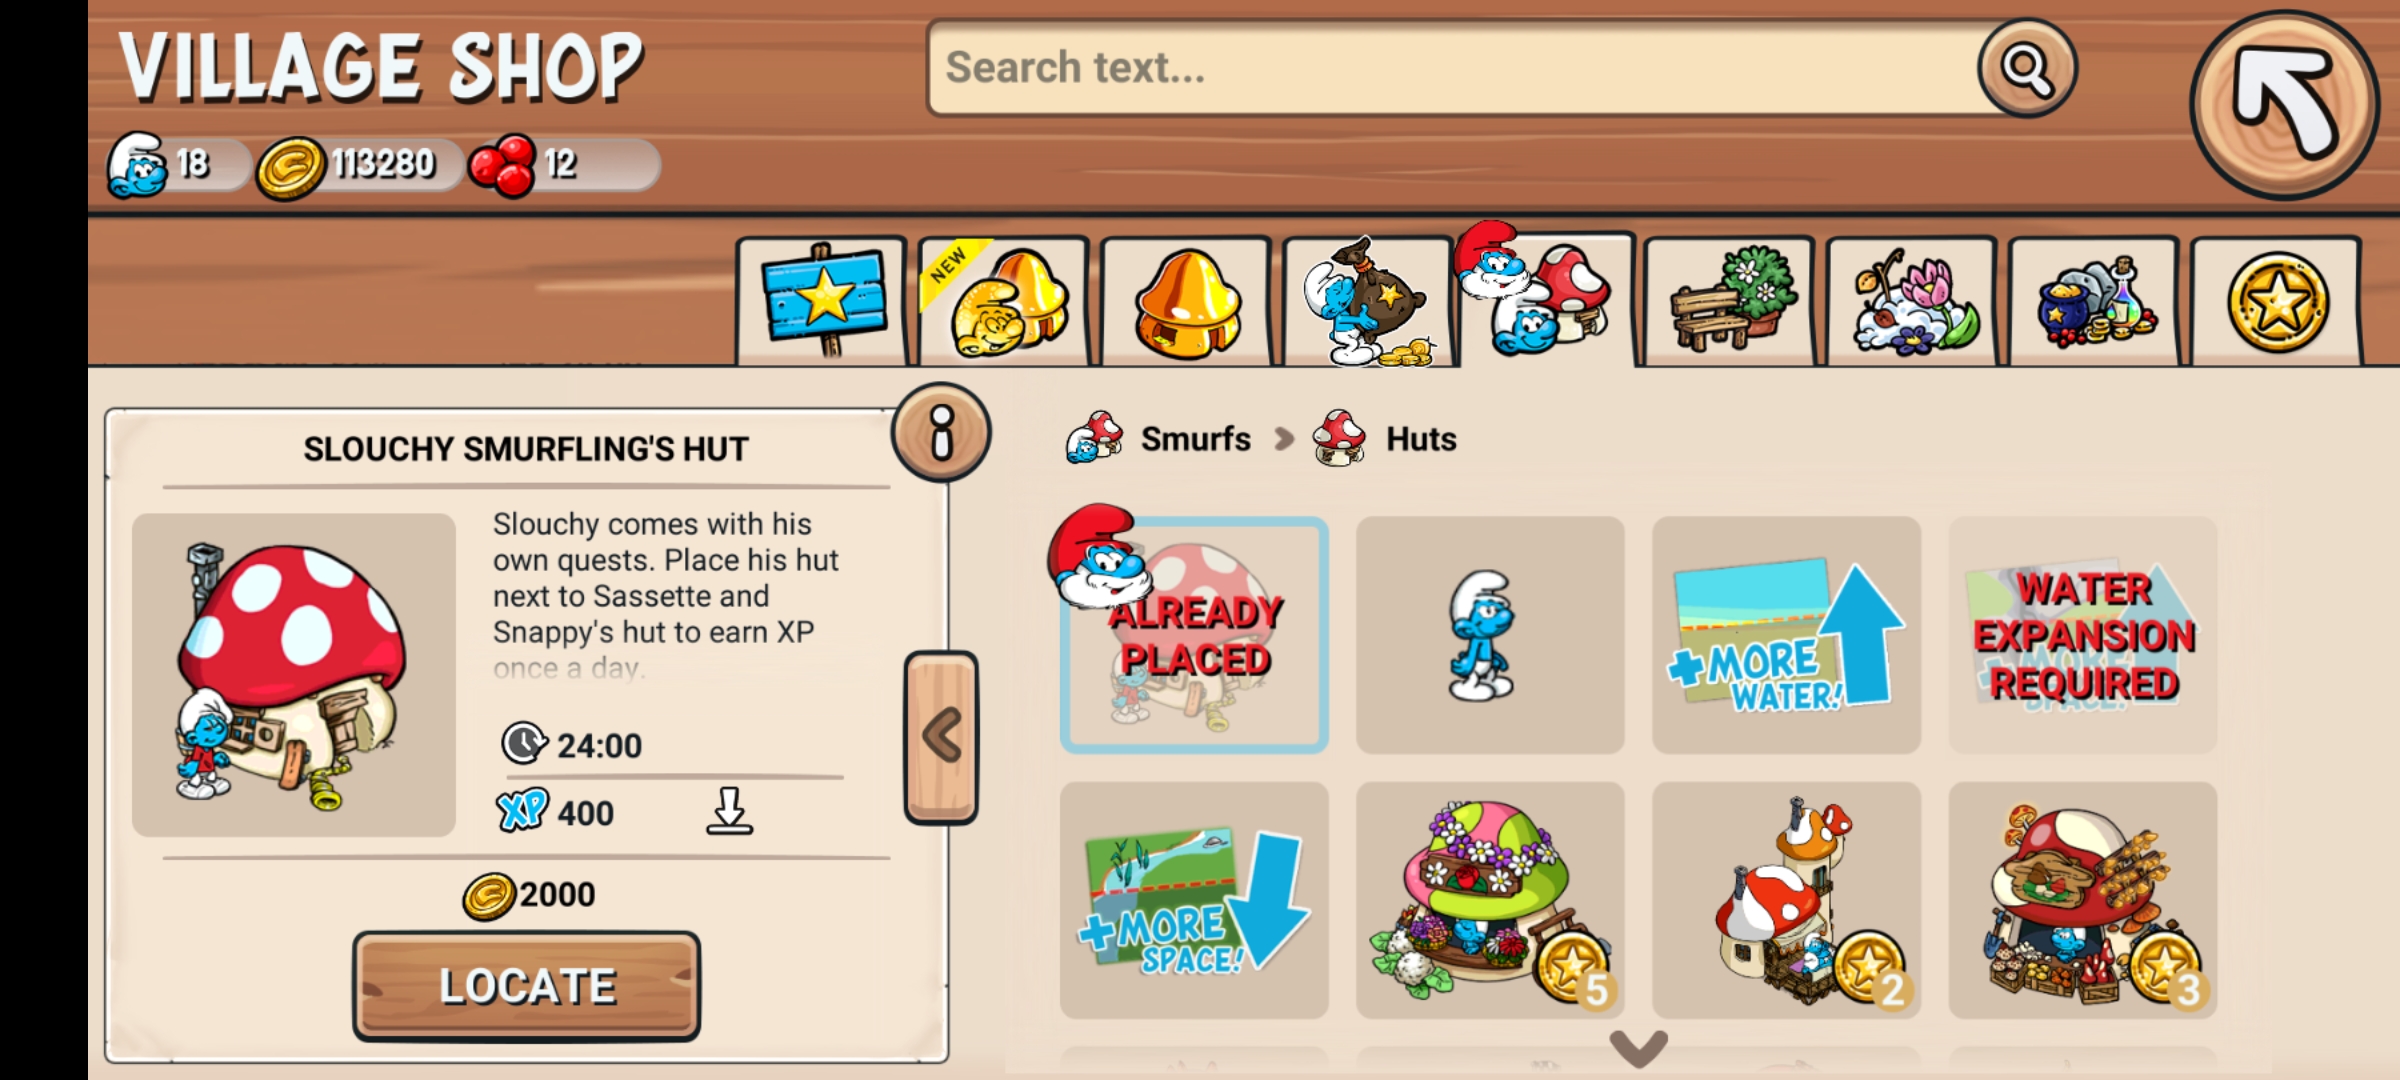 VILLAGE SHOP
Search text...
18
113280
12
NEW
SLOUCHY SMURFLING'S HUT
Slouchy comes with his
own quests. Place his hut
next to Sassette and
Snappy's hut to earn XP
once a day.
24:00
XP 400
2000
LOCATE
Smurfs
Huts
ALREADY
PLACED
+MORE
WATER!
WATER
EXPANSION
REQUIRED
+MORE
SPACE!
+MORE
SPACE!
5
2
3